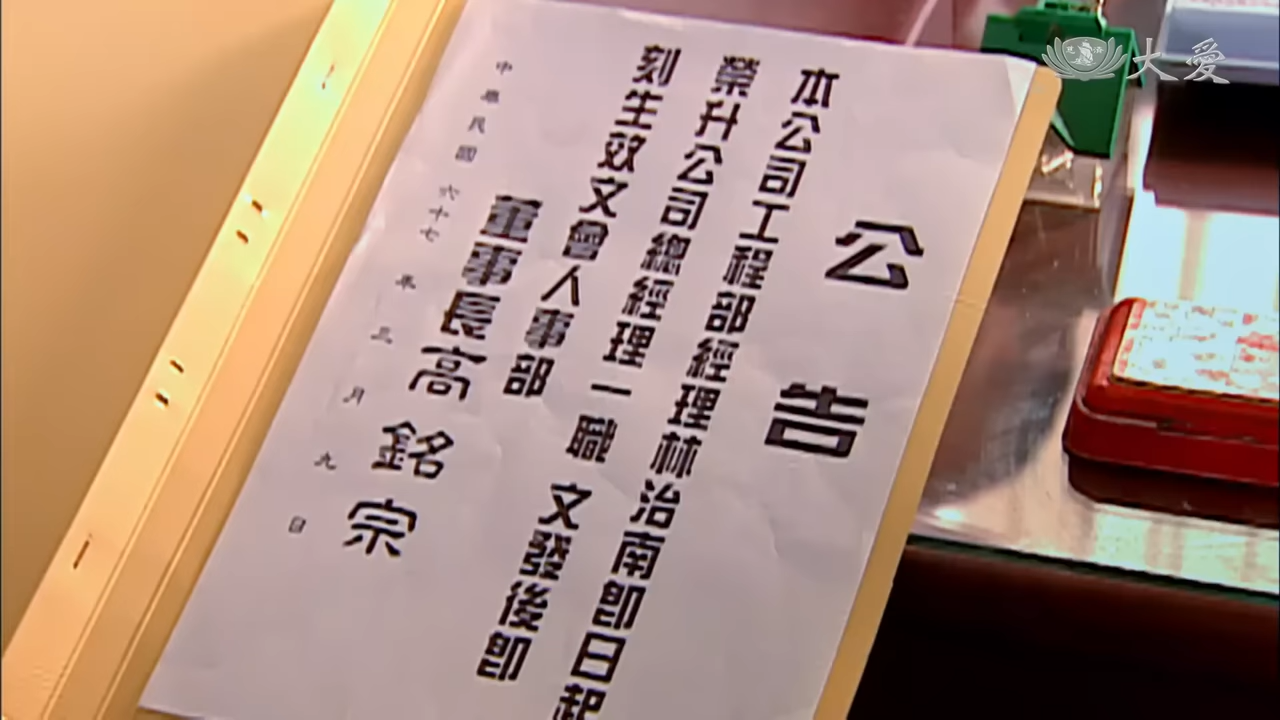 公告
本公司工程部經理林治南即日起
榮升公司總經理一職 文發後即
刻生效文會人事部
董事長高銘宗
中華民國 六十七 年 三 月 九 日
大愛